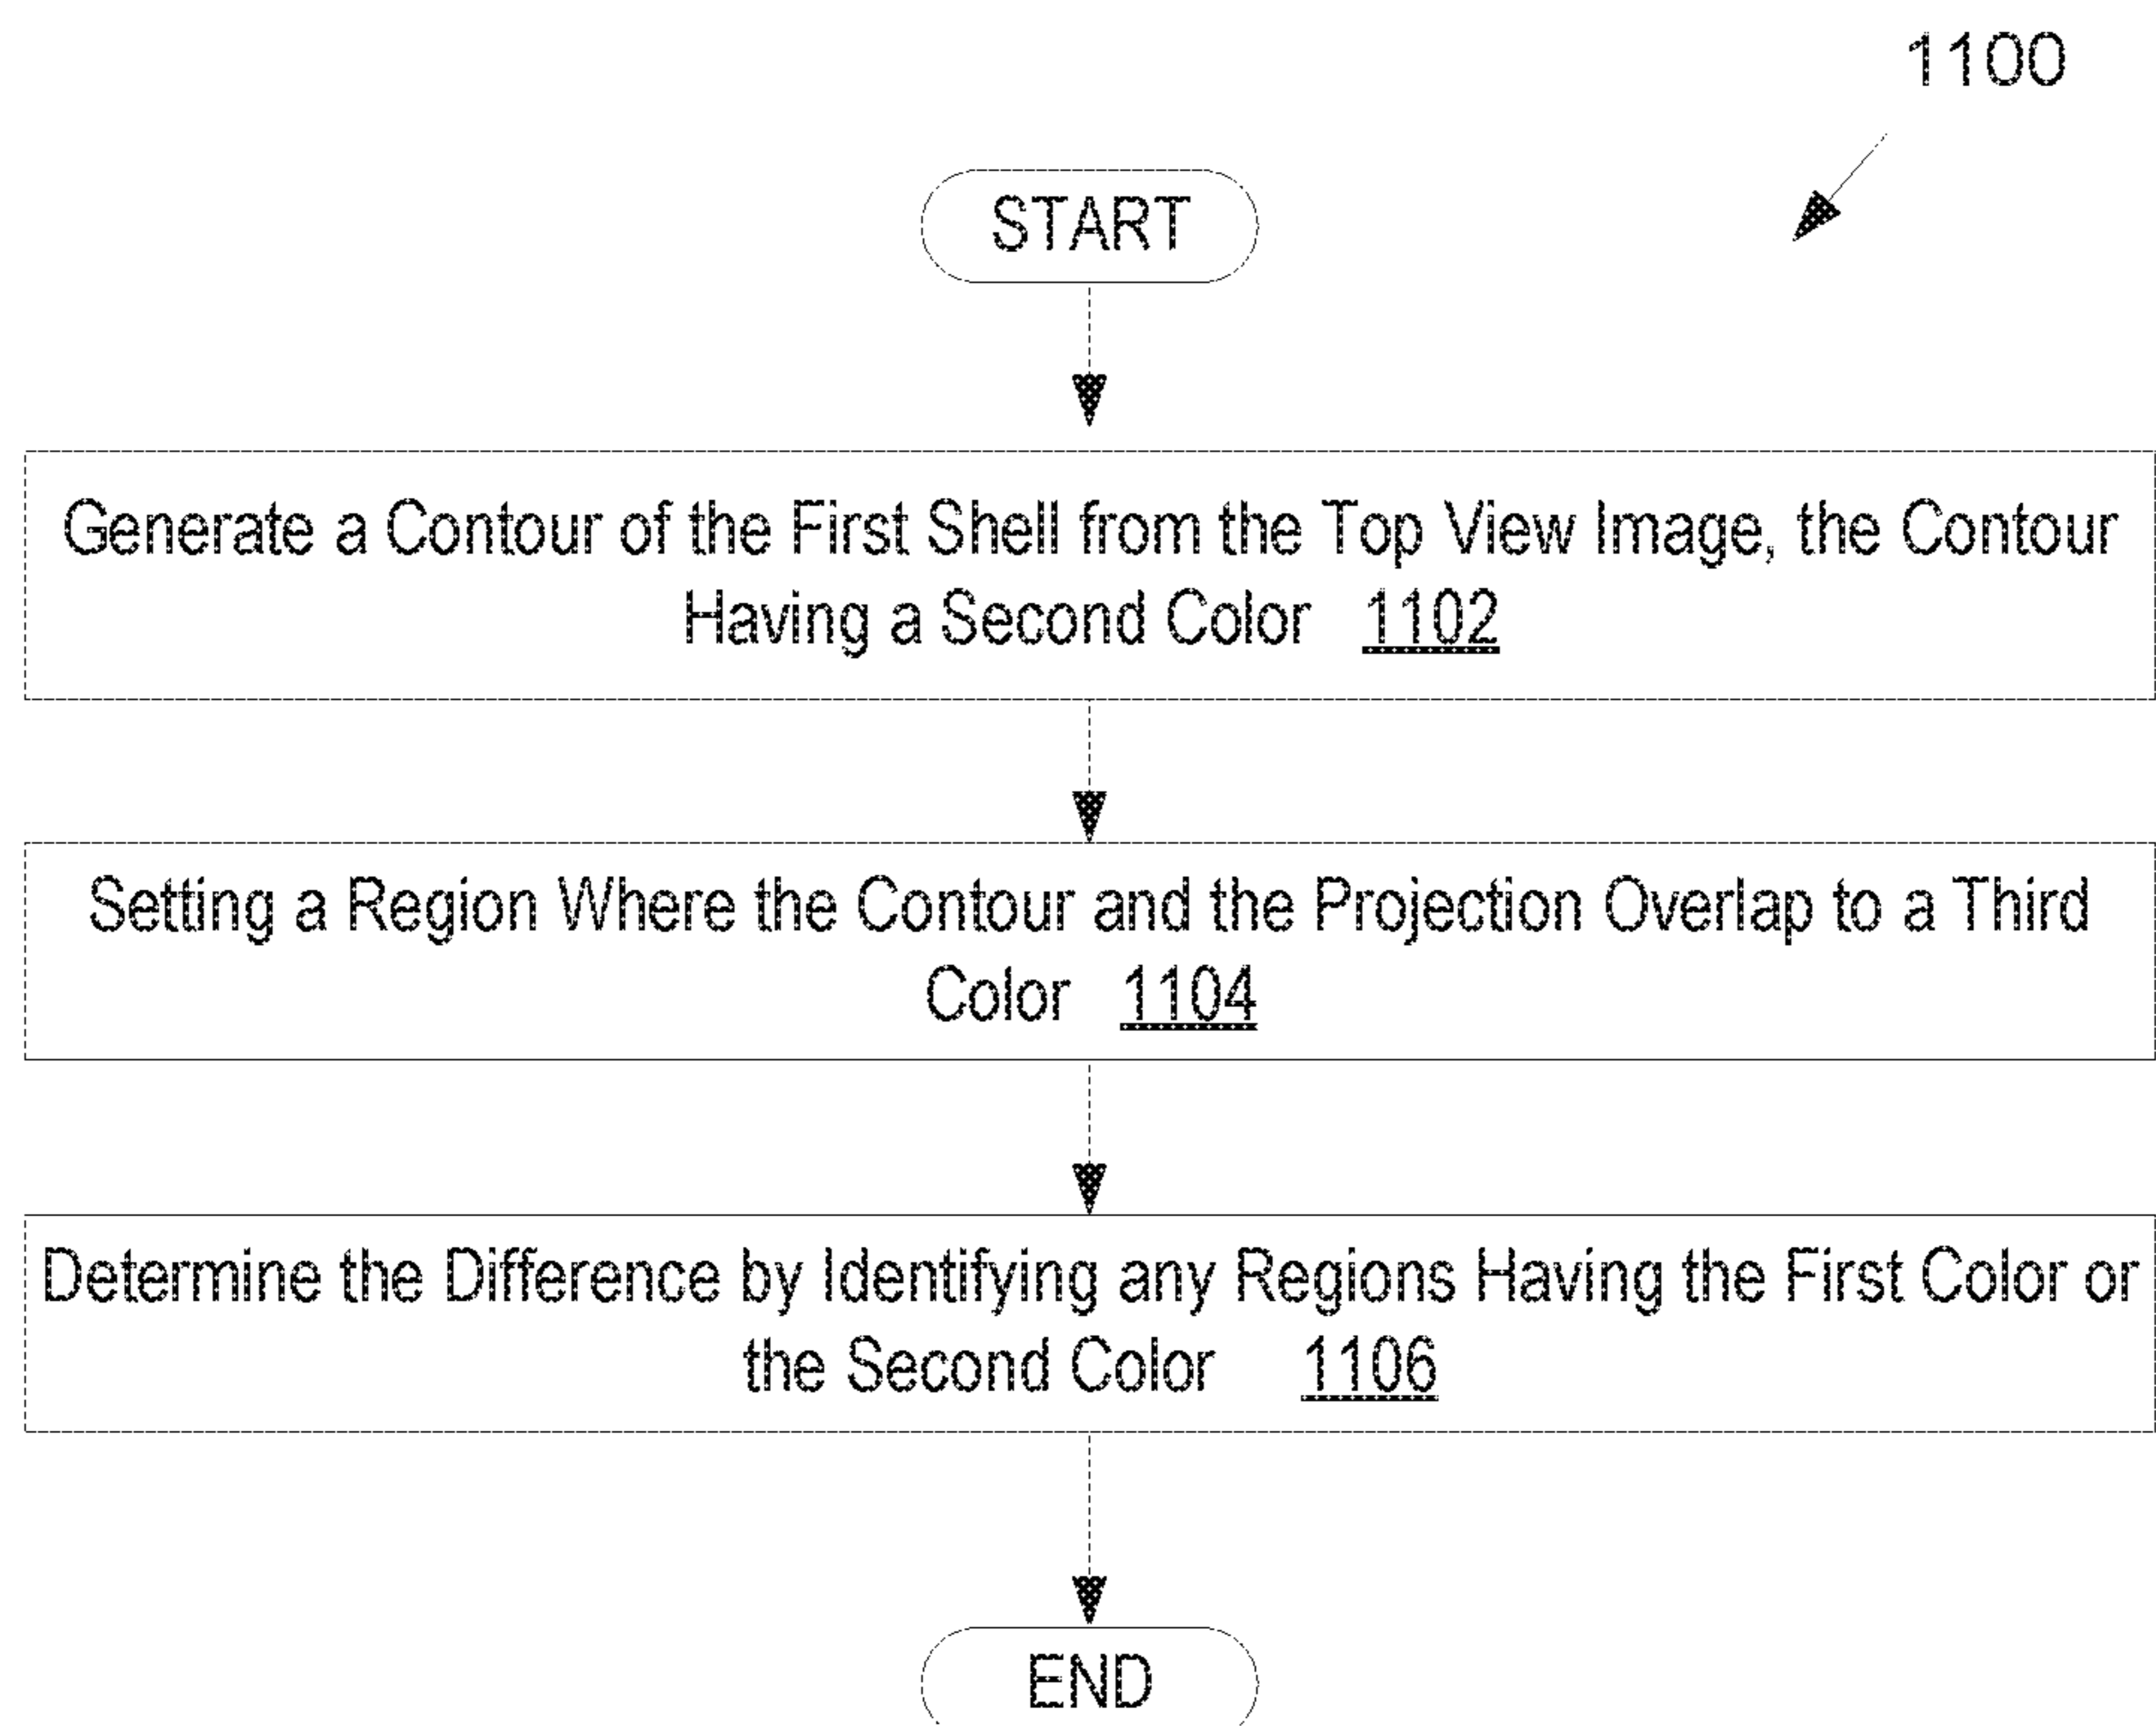 1100
START
Generate a Contour of the First Shell from the Top View Image, the Contour
Having a Second Color 1102
Setting a Region Where the Contour and the Projection Overlap to a Third
Color 1104
Determine the Difference by Identifying any Regions Having the First Color or
the Second Color 1106
END